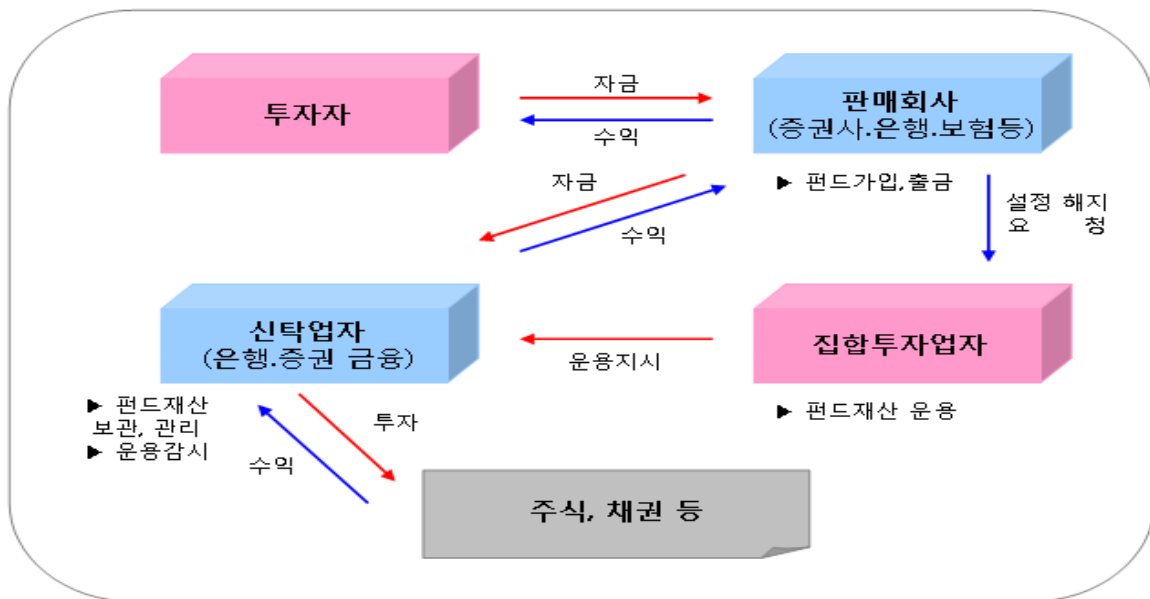 투자자
자금
수익
판매회사
(증권사.은행.보험등)
▶ 펀드가입,출금
자금
수익
설정 해지
요 청
신탁업자
(은행.증권 금융)
운용지시
집합투자업자
▶ 펀드재산
보관, 관리
▶ 운용감시
투자
수익
▶ 펀드재산 운용
주식, 채권 등